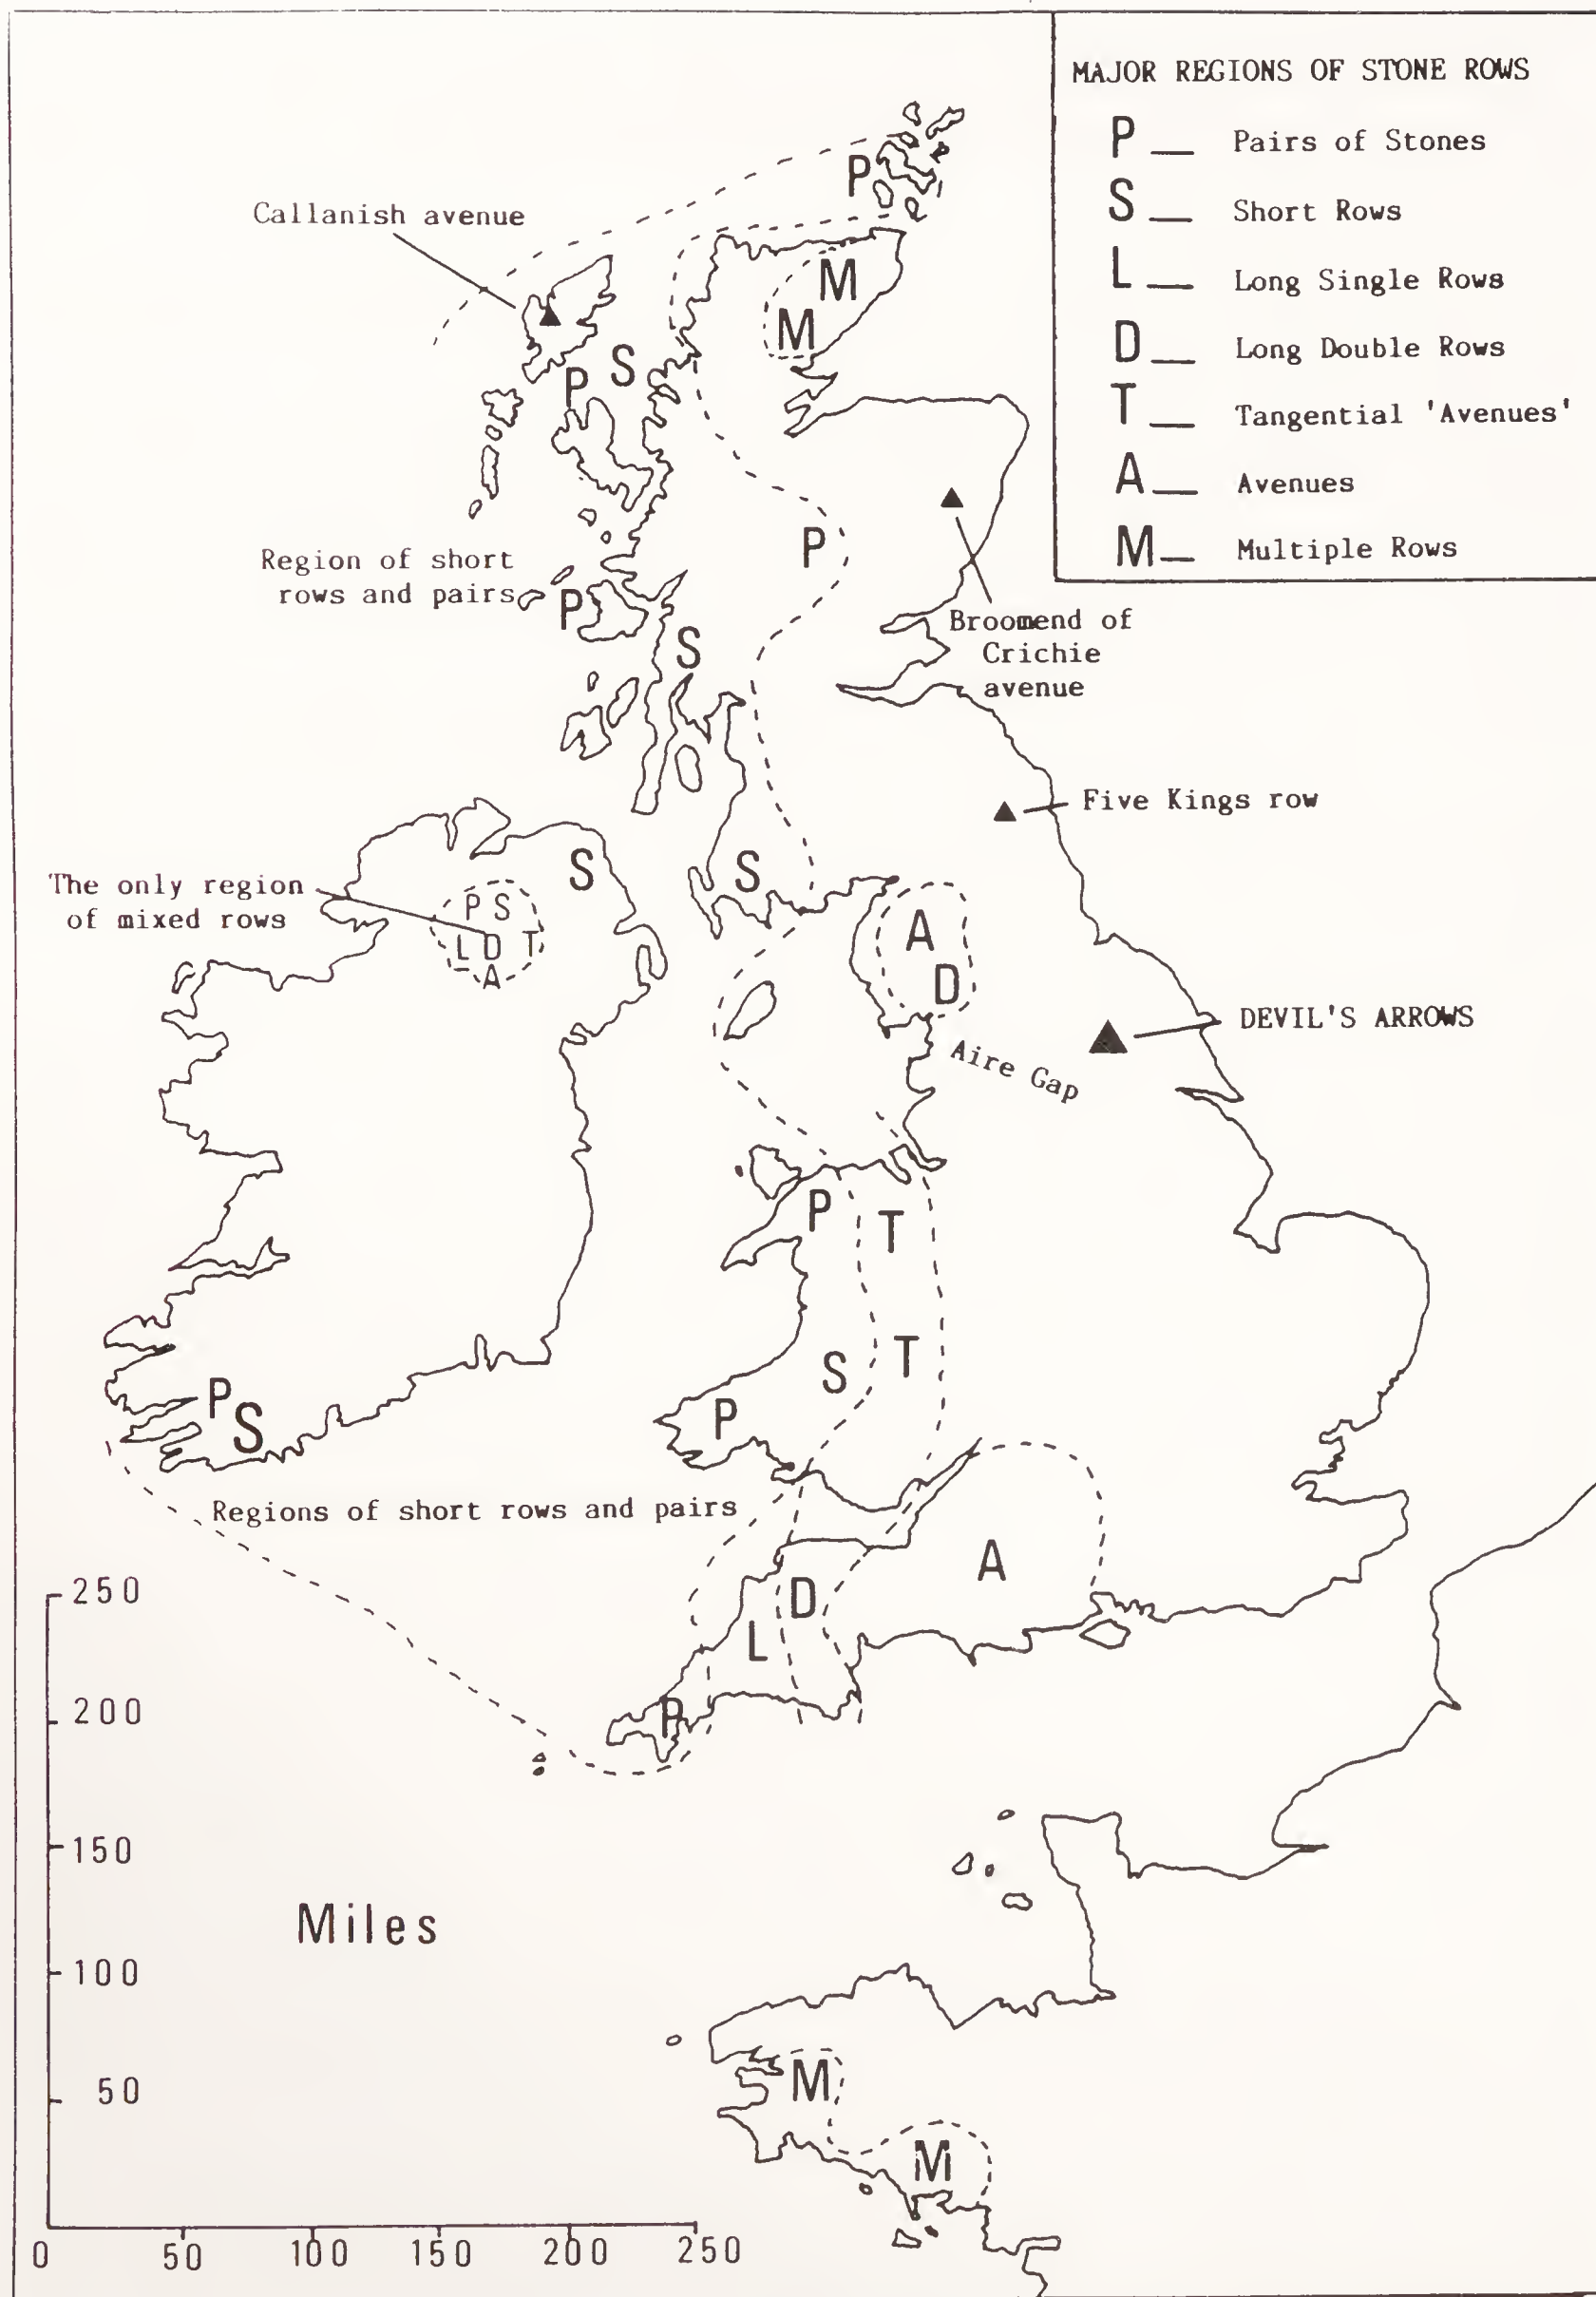 MAJOR REGIONS OF STONE ROWS
P — Pairs of Stones
S — Short Rows
L — Long Single Rows
D — Long Double Rows
T — Tangential 'Avenues'
A — Avenues
M — Multiple Rows
P
Callanish avenue
M
M
S
P
P
Region of short
rows and pairs
P
Broomend of
Crichie
avenue
S
Five Kings row
S
S
The only region
of mixed rows
P S
L D T
A
A
D
DEVIL'S ARROWS
Aire Gap
P
T
T
S
P
P
S
Regions of short rows and pairs
A
D
L
P
250
200
150
Miles
100
50
M
M
0 50 100 150 200 250